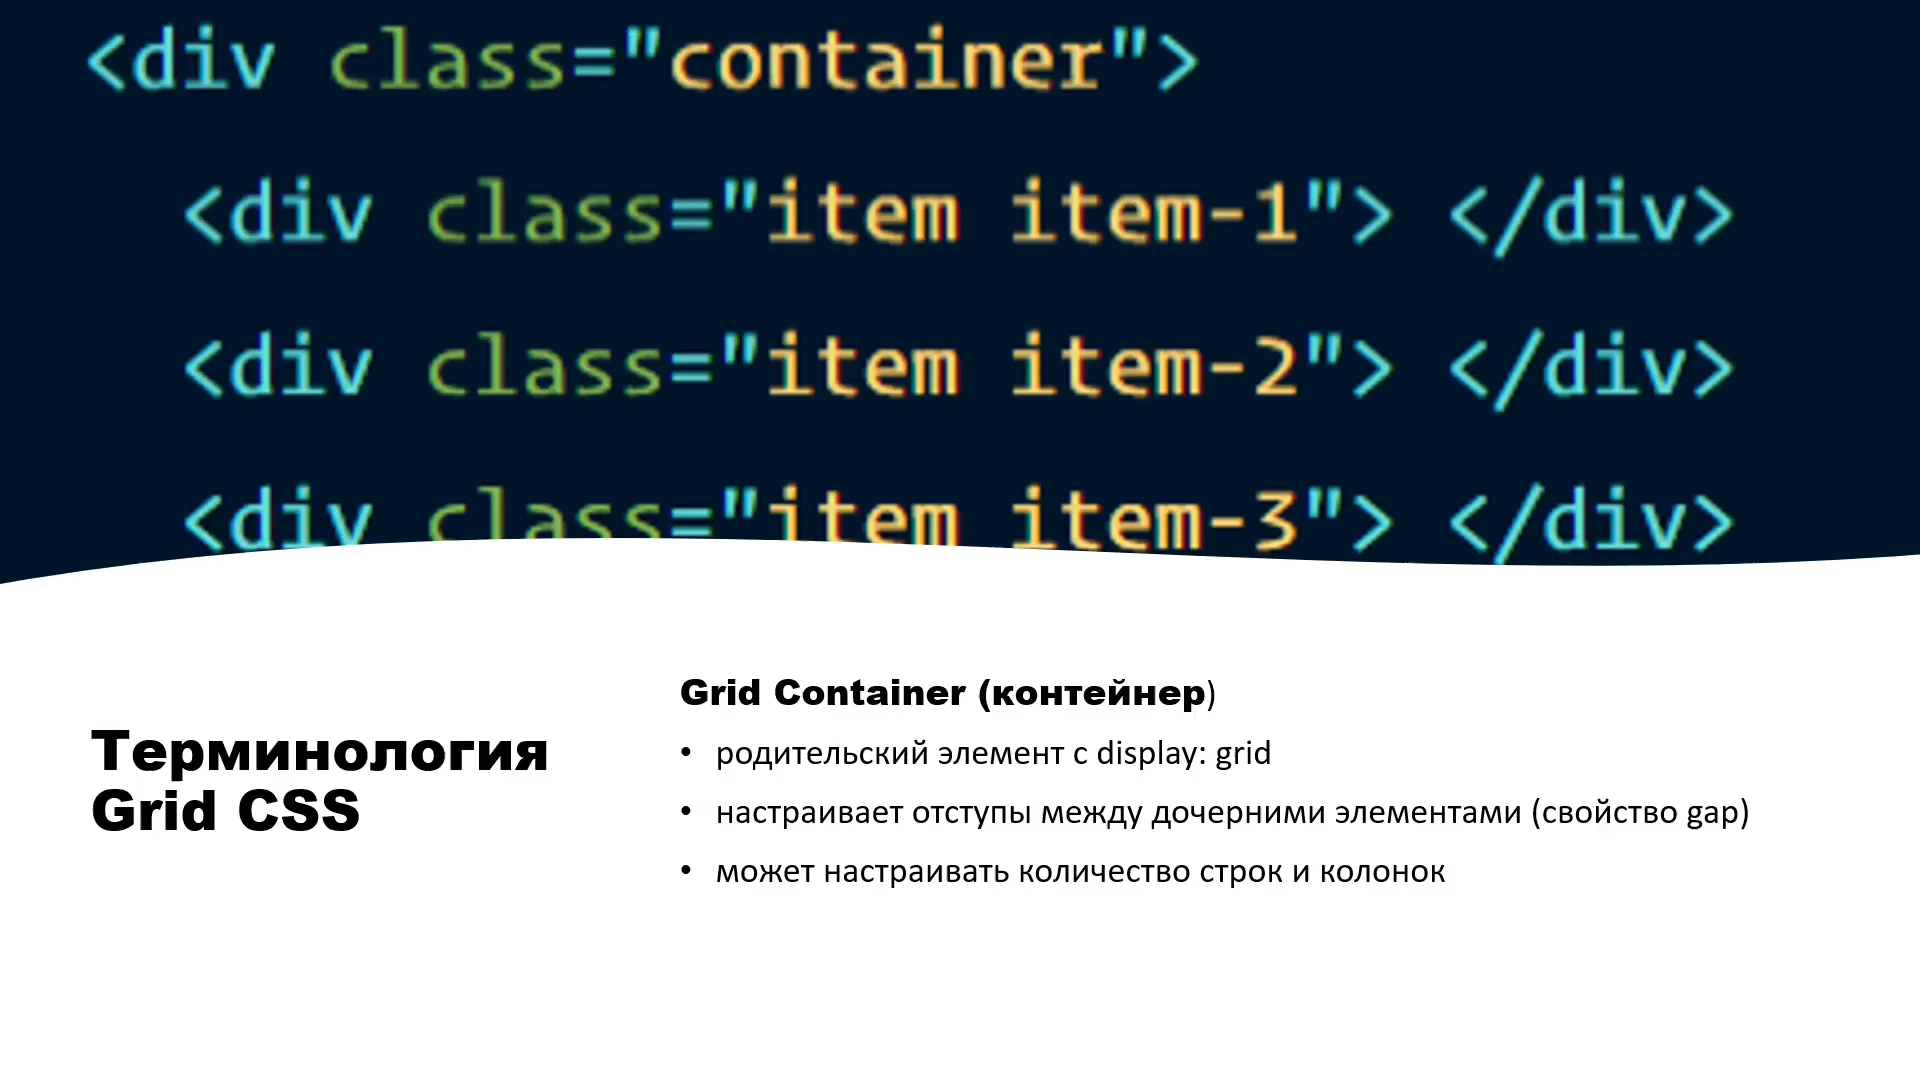 <div class="container">
<div class="item item-1"> </div>
<div class="item item-2"> </div>
<div class="item item-3"> </div>
Терминология
Grid CSS
Grid Container (контейнер)
• родительский элемент с display: grid
• настраивает отступы между дочерними элементами (свойство gap)
• может настраивать количество строк и колонок